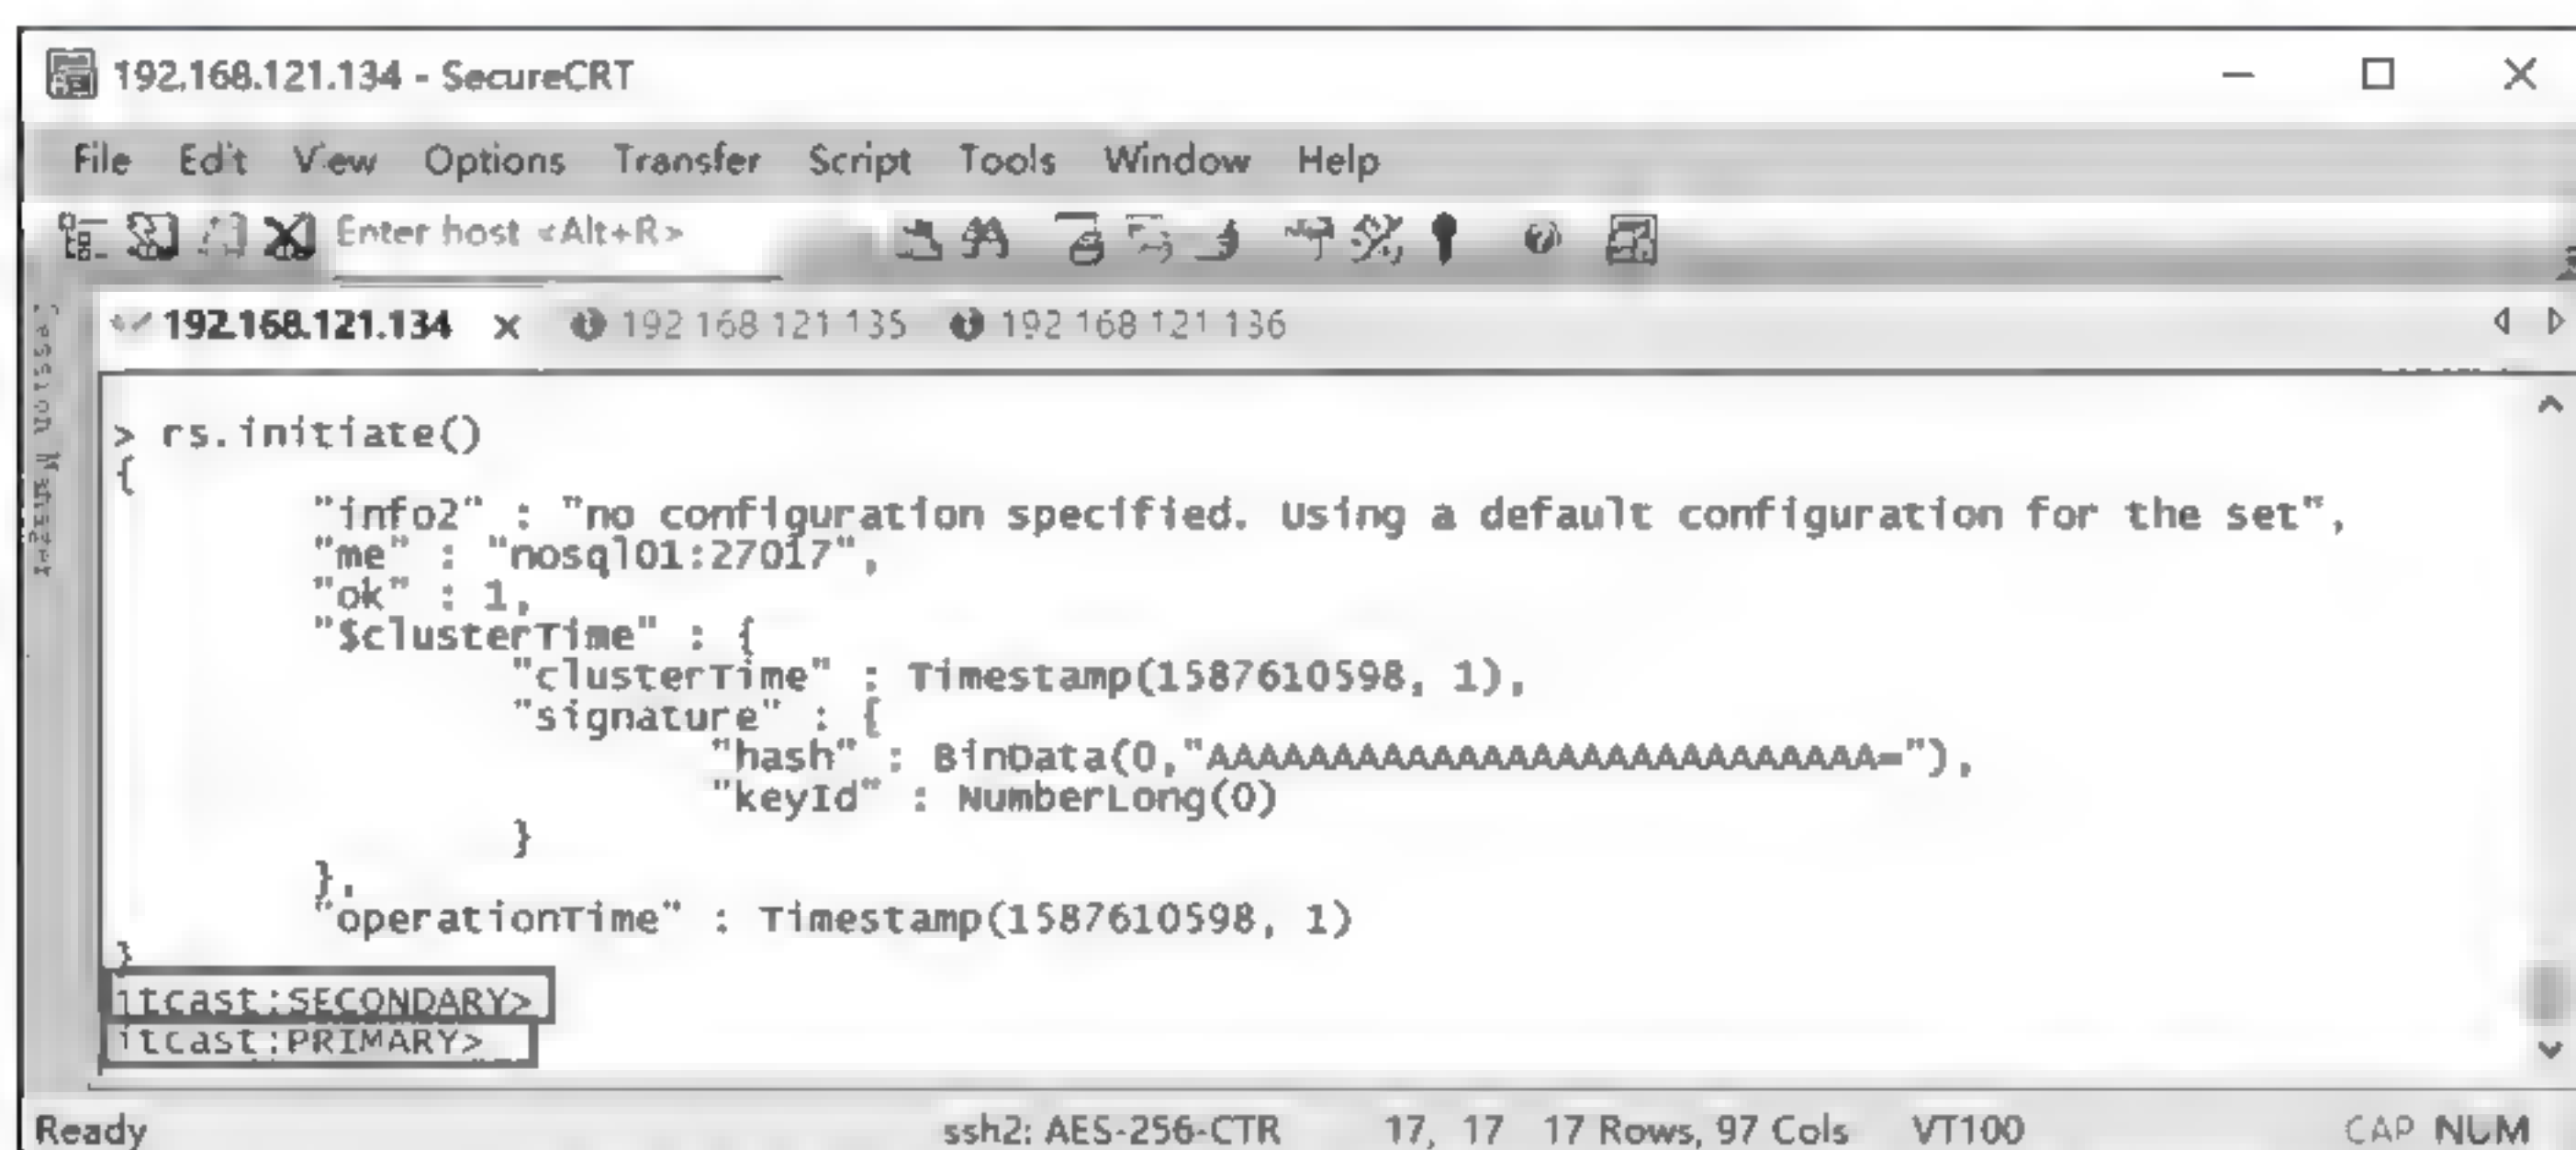 192.168.121.134 - SecureCRT
File Edit View Options Transfer Script Tools Window Help
Enter host <Alt+R>
192.168.121.134 192.168.121.135 192.168.121.136
Session Manager
> rs.initiate()
{
"info2" : "no configuration specified. Using a default configuration for the set",
"me" : "nosql01:27017",
"ok" : 1,
"$clusterTime" : {
"clusterTime" : Timestamp(1587610598, 1),
"signature" : {
"hash" : BinData(0,"AAAAAAAAAAAAAAAAAAAAAAAAAAA="),
"keyId" : NumberLong(0)
}
},
"operationTime" : Timestamp(1587610598, 1)
}
itcast:SECONDARY>
itcast:PRIMARY>
Ready ssh2: AES-256-CTR 17, 17 17 Rows, 97 Cols VT100 CAP NUM